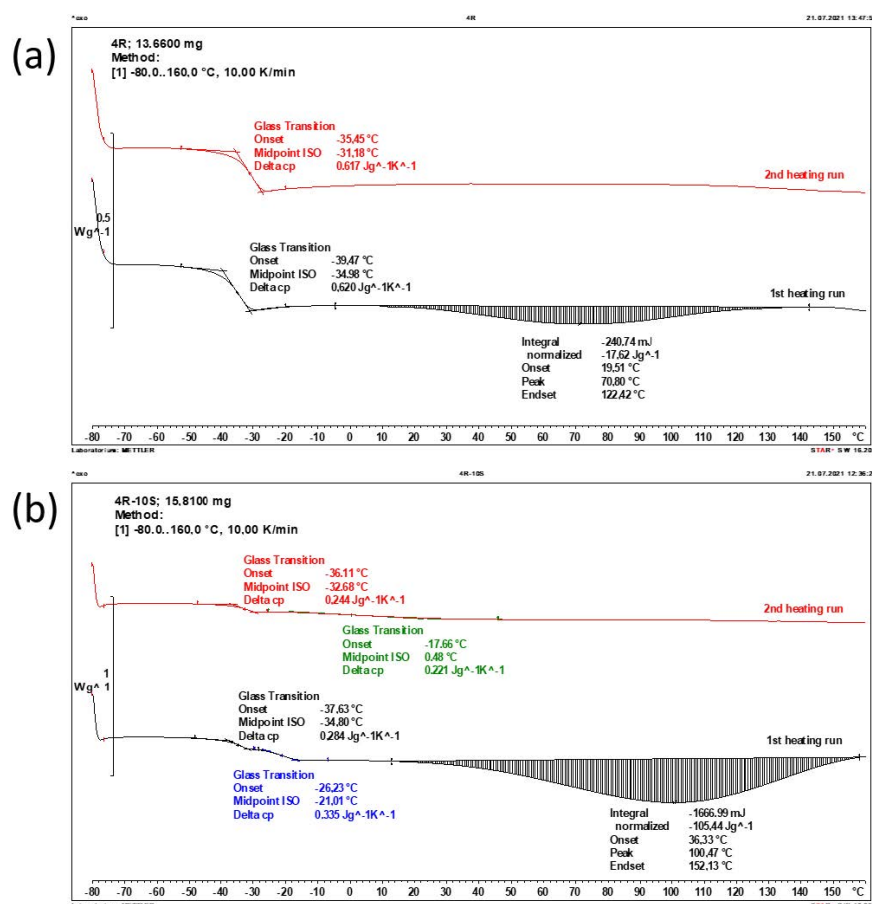 ^exo 4R 21.07.2021 13:47:5
(a)
4R; 13.6600 mg
Method:
[1] -80,0..160,0 °C, 10,00 K/min
Glass Transition
Onset -35,45 °C
Midpoint ISO -31,18 °C
Delta cp 0.617 Jg^-1K^-1
2nd heating run
0.5
Wg^-1
Glass Transition
Onset -39,47 °C
Midpoint ISO -34.98 °C
Delta cp 0,620 Jg^-1K^-1
1st heating run
Integral -240.74 mJ
normalized -17,62 Jg^-1
Onset 19,51 °C
Peak 70,80 °C
Endset 122,42 °C
-80 -70 -60 -50 -40 -30 -20 -10 0 10 20 30 40 50 60 70 80 90 100 110 120 130 140 150 °C
Laboratorium: METTLER STAR^e SW 16.20
^exo 4R-10S 21.07.2021 12:36:2
(b)
4R-10S; 15,8100 mg
Method:
[1] -80.0..160,0 °C, 10,00 K/min
Glass Transition
Onset -36.11 °C
Midpoint ISO -32.68 °C
Delta cp 0,244 Jg^-1K^-1
2nd heating run
Glass Transition
Onset -17.66 °C
Midpoint ISO 0.48 °C
Delta cp 0.221 Jg^-1K^-1
1
Wg^ 1
Glass Transition
Onset -37,63 °C
Midpoint ISO -34,80 °C
Delta cp 0,284 Jg^-1K^-1
1st heating run
Glass Transition
Onset -26,23 °C
Midpoint ISO -21,01 °C
Delta cp 0.335 Jg^-1K^-1
Integral -1666.99 mJ
normalized -105,44 Jg^-1
Onset 36,33 °C
Peak 100,47 °C
Endset 152,13 °C
-80 -70 -60 -50 -40 -30 -20 -10 0 10 20 30 40 50 60 70 80 90 100 110 120 130 140 150 °C